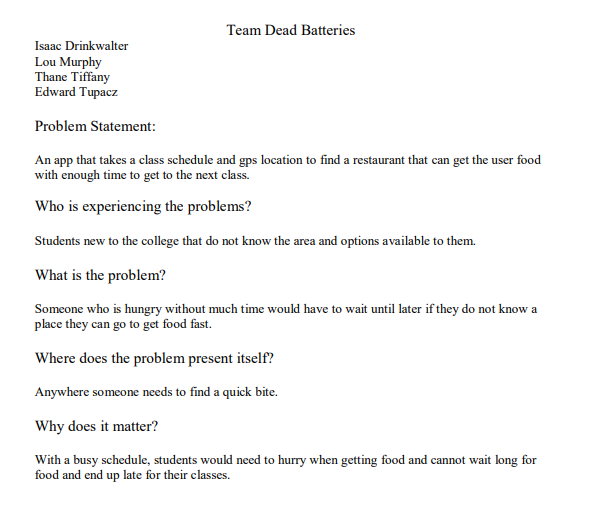 Team Dead Batteries
Isaac Drinkwalter
Lou Murphy
Thane Tiffany
Edward Tupacz
Problem Statement:
An app that takes a class schedule and gps location to find a restaurant that can get the user food
with enough time to get to the next class.
Who is experiencing the problems?
Students new to the college that do not know the area and options available to them.
What is the problem?
Someone who is hungry without much time would have to wait until later if they do not know a
place they can go to get food fast.
Where does the problem present itself?
Anywhere someone needs to find a quick bite.
Why does it matter?
With a busy schedule, students would need to hurry when getting food and cannot wait long for
food and end up late for their classes.